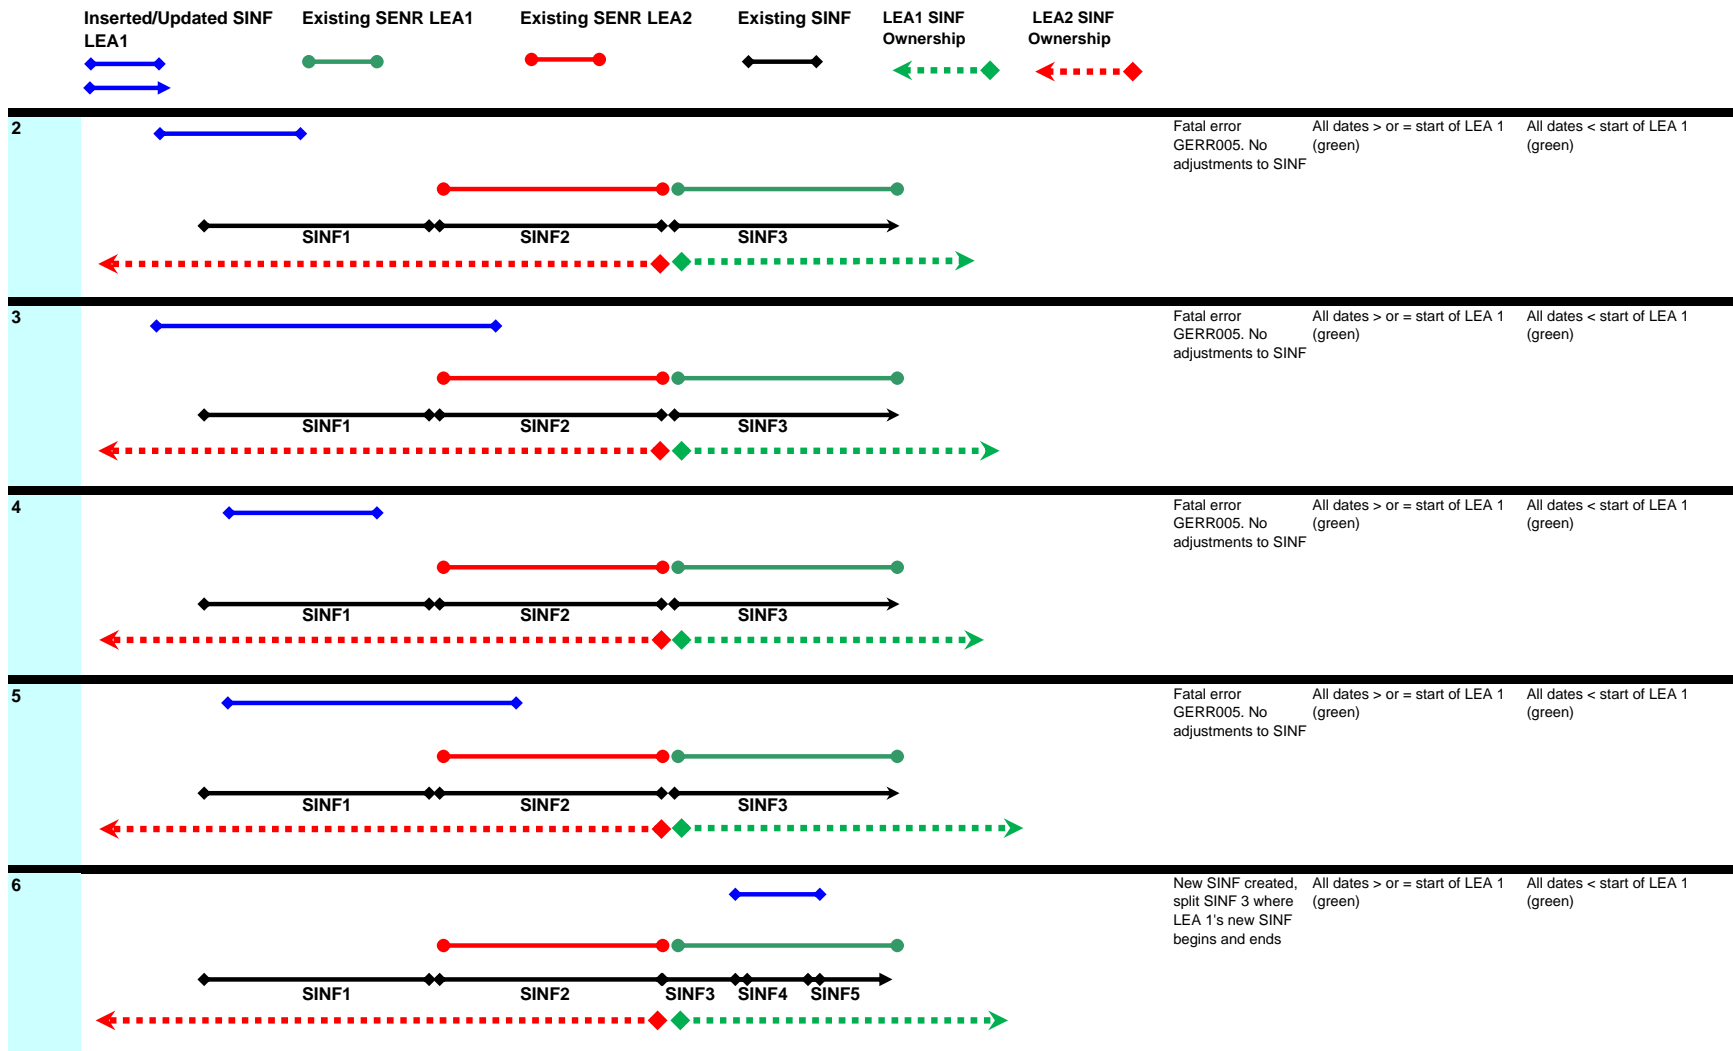 Inserted/Updated SINF
LEA1
Existing SENR LEA1
Existing SENR LEA2
Existing SINF
LEA1 SINF
Ownership
LEA2 SINF
Ownership
2
Fatal error
GERR005. No
adjustments to SINF
All dates > or = start of LEA 1
(green)
All dates < start of LEA 1
(green)
SINF1
SINF2
SINF3
3
Fatal error
GERR005. No
adjustments to SINF
All dates > or = start of LEA 1
(green)
All dates < start of LEA 1
(green)
SINF1
SINF2
SINF3
4
Fatal error
GERR005. No
adjustments to SINF
All dates > or = start of LEA 1
(green)
All dates < start of LEA 1
(green)
SINF1
SINF2
SINF3
5
Fatal error
GERR005. No
adjustments to SINF
All dates > or = start of LEA 1
(green)
All dates < start of LEA 1
(green)
SINF1
SINF2
SINF3
6
New SINF created,
split SINF 3 where
LEA 1's new SINF
begins and ends
All dates > or = start of LEA 1
(green)
All dates < start of LEA 1
(green)
SINF1
SINF2
SINF3
SINF4
SINF5